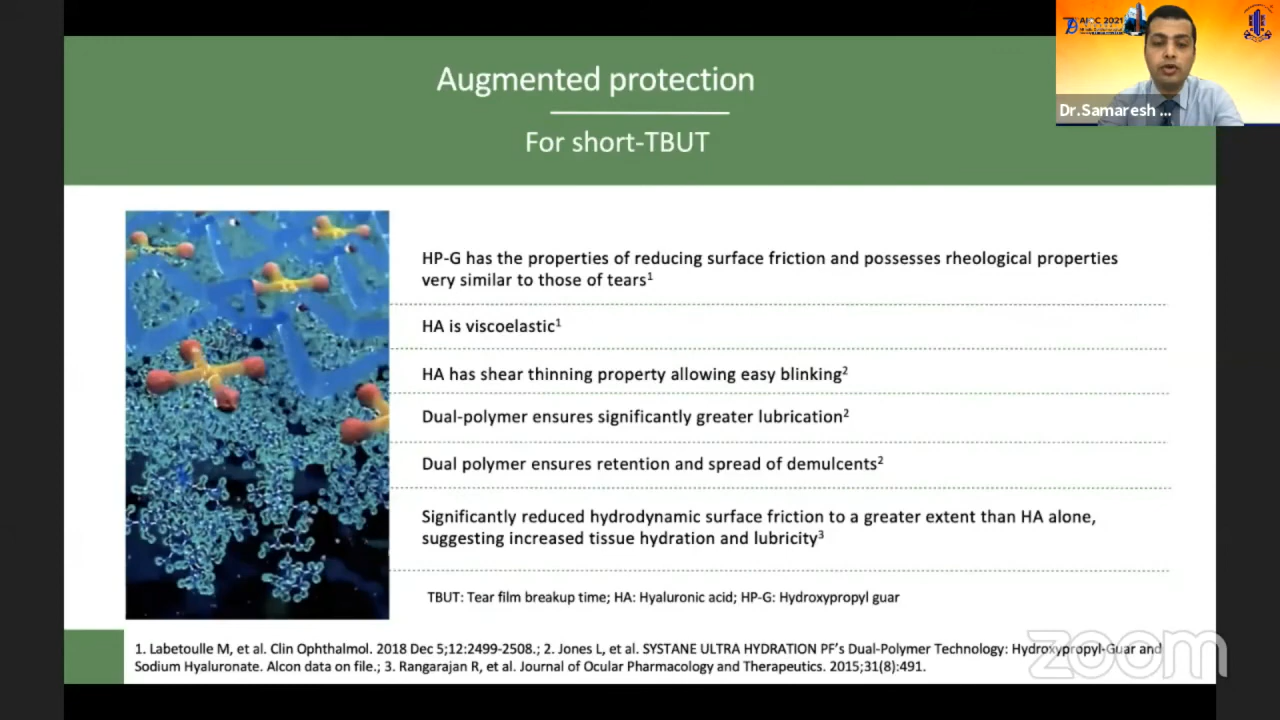 Augmented protection
For short-TBUT
AIOC 2021
Dr.Samaresh ...
HP-G has the properties of reducing surface friction and possesses rheological properties
very similar to those of tears¹
HA is viscoelastic¹
HA has shear thinning property allowing easy blinking²
Dual-polymer ensures significantly greater lubrication²
Dual polymer ensures retention and spread of demulcents²
Significantly reduced hydrodynamic surface friction to a greater extent than HA alone,
suggesting increased tissue hydration and lubricity³
TBUT: Tear film breakup time; HA: Hyaluronic acid; HP-G: Hydroxypropyl guar
1. Labetoulle M, et al. Clin Ophthalmol. 2018 Dec 5;12:2499-2508.; 2. Jones L, et al. SYSTANE ULTRA HYDRATION PF’s Dual-Polymer Technology: Hydroxypropyl-Guar and
Sodium Hyaluronate. Alcon data on file.; 3. Rangarajan R, et al. Journal of Ocular Pharmacology and Therapeutics. 2015;31(8):491.
zoom